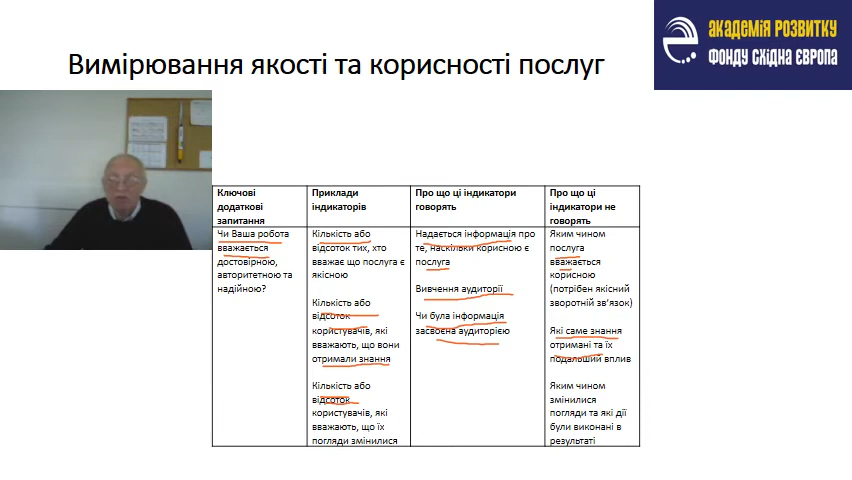 АКАДЕМІЯ РОЗВИТКУ
ФОНДУ СХІДНА ЄВРОПА
Вимірювання якості та корисності послуг
Ключові
додаткові
запитання
Чи Ваша робота
вважається
достовірною,
авторитетною та
надійною?
Приклади
індикаторів
Кількість або
відсоток тих, хто
вважає що послуга є
якісною
Кількість або
відсоток
користувачів, які
вважають, що вони
отримали знання
Кількість або
відсоток
користувачів, які
вважають, що їх
погляди змінилися
Про що ці індикатори
говорять
Надається інформація про
те, наскільки корисною є
послуга
Вивчення аудиторії
Чи була інформація
засвоєна аудиторією
Про що ці
індикатори не
говорять
Яким чином
послуга
вважається
корисною
(потрібен якісний
зворотній зв'язок)
Які саме знання
отримані та їх
подальший вплив
Яким чином
змінилися
погляди та які дії
були виконані в
результаті